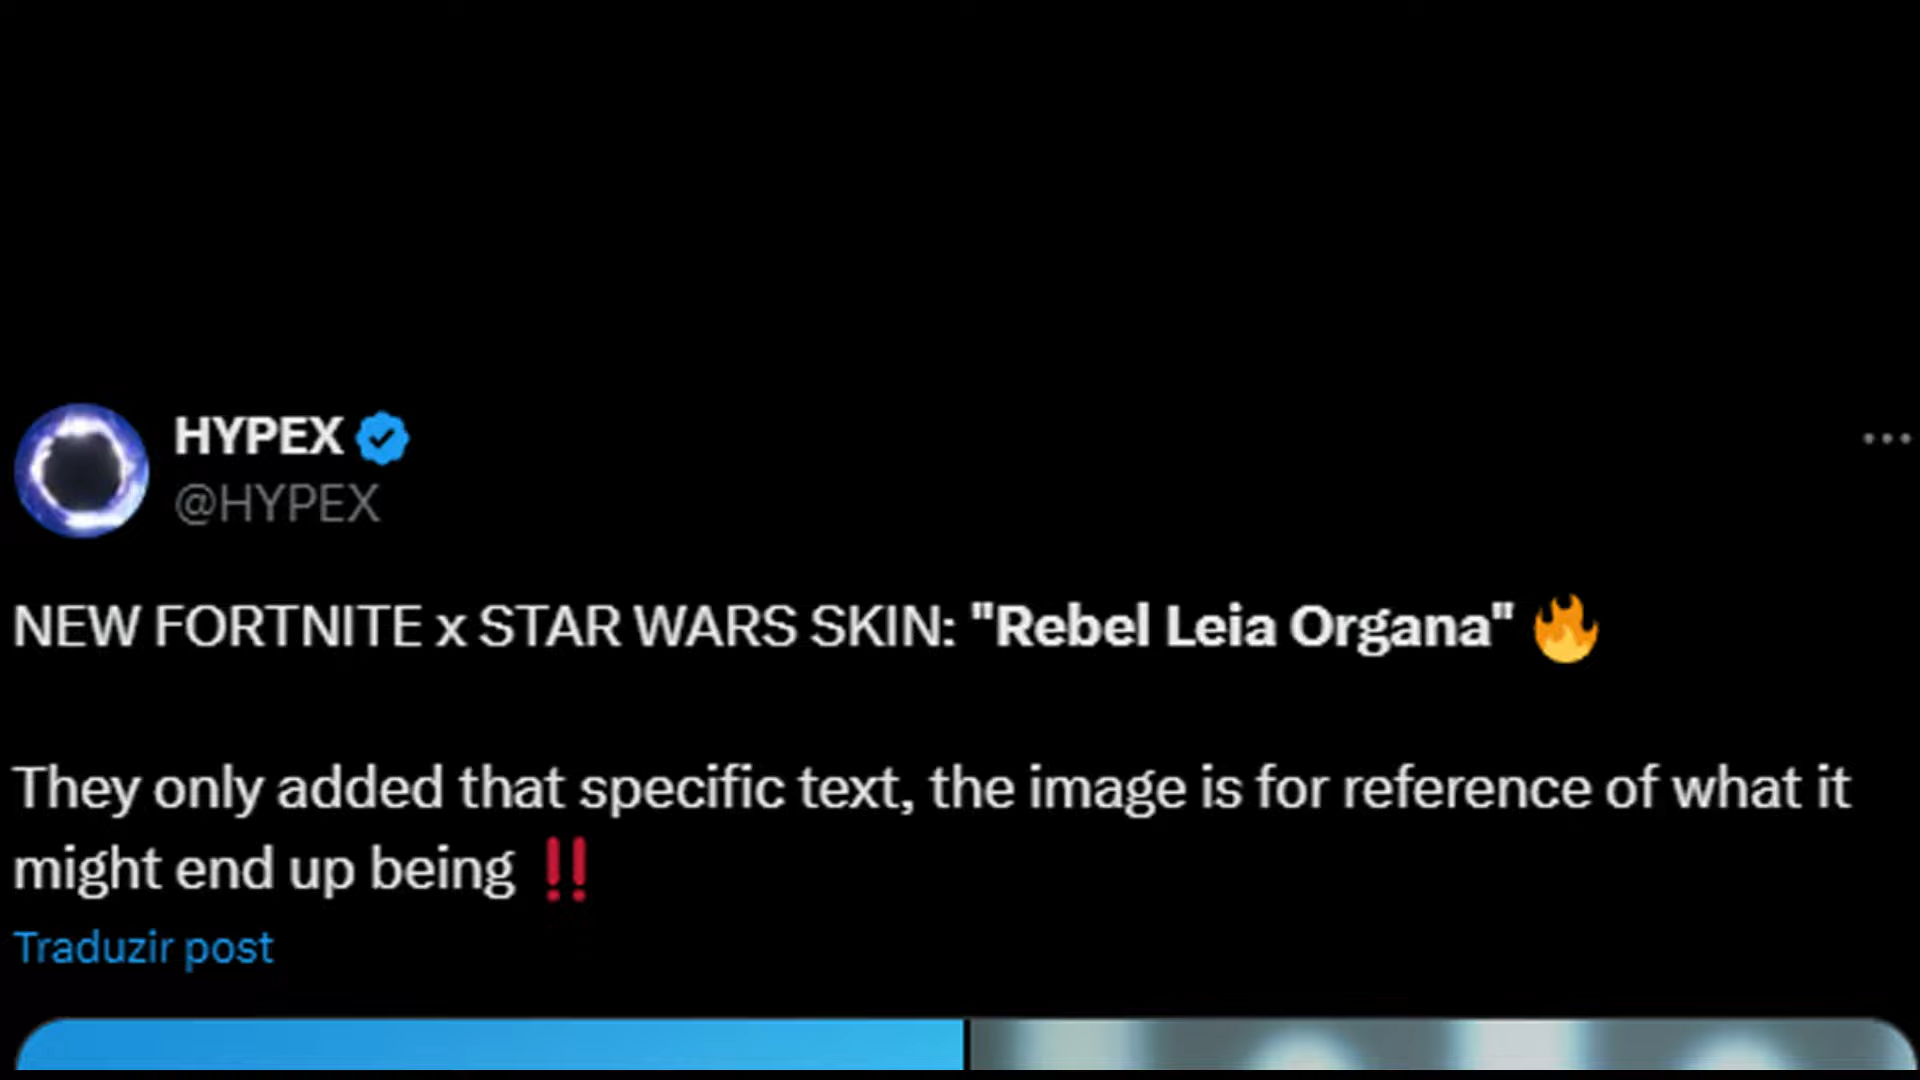 HYPEX
@HYPEX
NEW FORTNITE x STAR WARS SKIN: "Rebel Leia Organa" 🔥
They only added that specific text, the image is for reference of what it
might end up being ‼️
Traduzir post